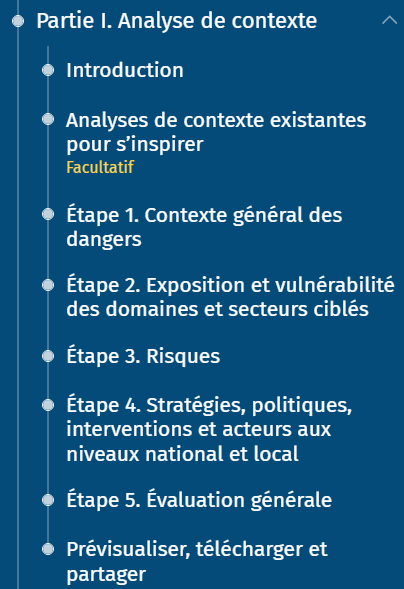 Partie I. Analyse de contexte
Introduction
Analyses de contexte existantes
pour s’inspirer
Facultatif
Étape 1. Contexte général des
dangers
Étape 2. Exposition et vulnérabilité
des domaines et secteurs ciblés
Étape 3. Risques
Étape 4. Stratégies, politiques,
interventions et acteurs aux
niveaux national et local
Étape 5. Évaluation générale
Prévisualiser, télécharger et
partager